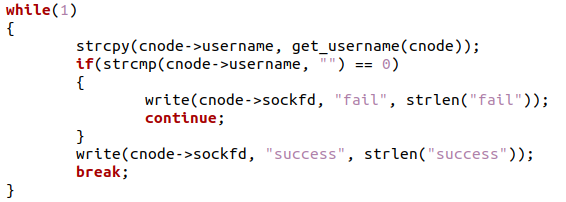 while(1)
{
        strcpy(cnode->username, get_username(cnode));
        if(strcmp(cnode->username, "") == 0)
        {
                write(cnode->sockfd, "fail", strlen("fail"));
                continue;
        }
        write(cnode->sockfd, "success", strlen("success"));
        break;
}